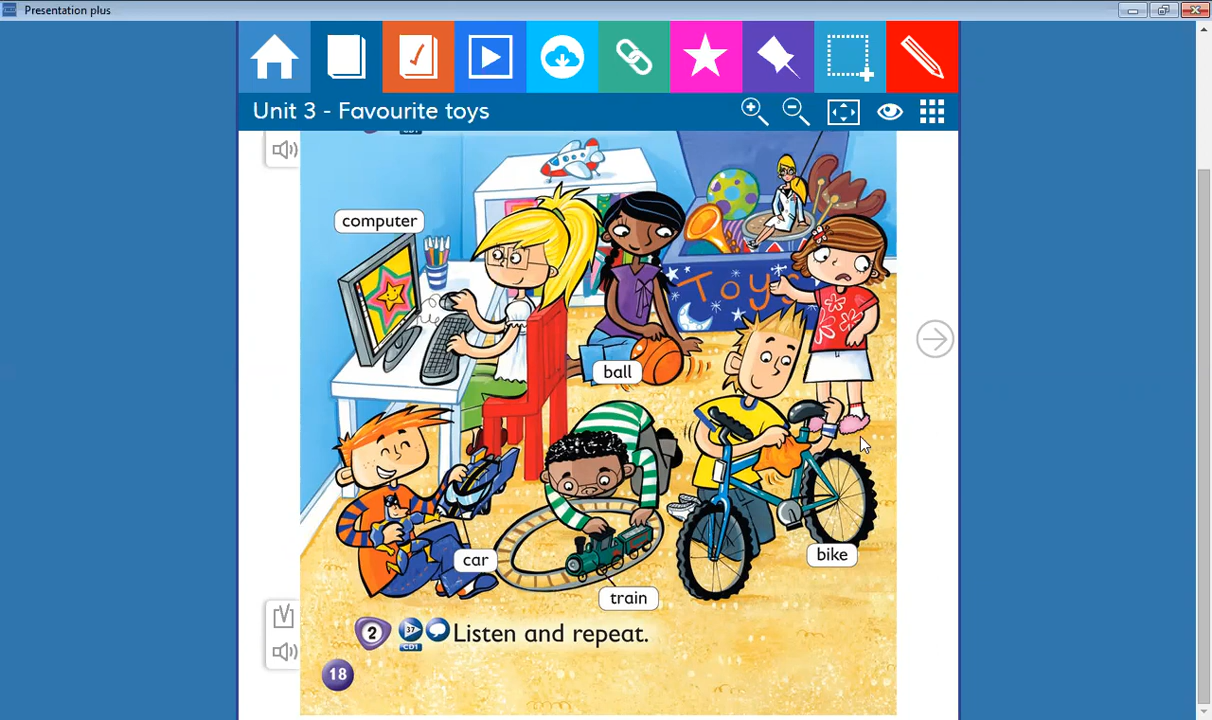 Presentation plus
Unit 3 - Favourite toys
CD1
computer
Toys
ball
car
bike
train
2 37 CD1 Listen and repeat.
18